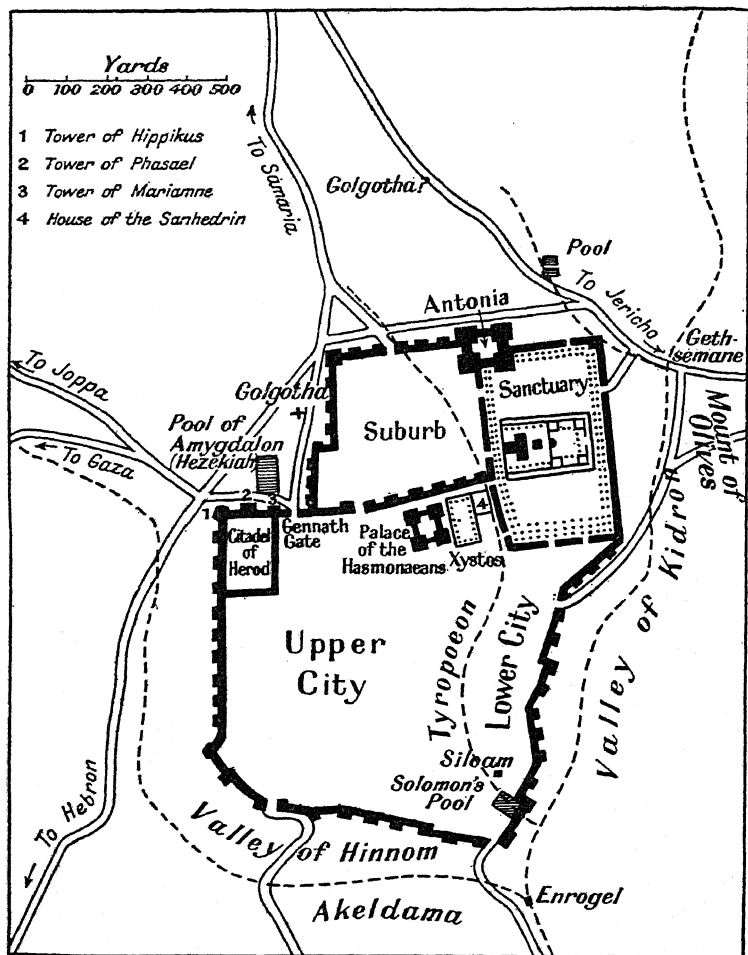 Yards
0 100 200 300 400 500
1 Tower of Hippikus
2 Tower of Phasael
3 Tower of Mariamne
4 House of the Sanhedrin
To Samaria
Golgotha?
Pool
To Jericho
Antonia
Geth-
semane
To Joppa
Golgotha
Sanctuary
Mount of
Olives
Pool of
Amygdalon
(Hezekiah)
Suburb
To Gaza
1
2
3
4
Gennath
Gate
Citadel
of
Herod
Palace
of the
Hasmonaeans
Xystos
Valley of Kidron
Upper
City
Tyropoeon
Lower City
Siloam
Solomon's
Pool
To Hebron
Valley of Hinnom
Enrogel
Akeldama